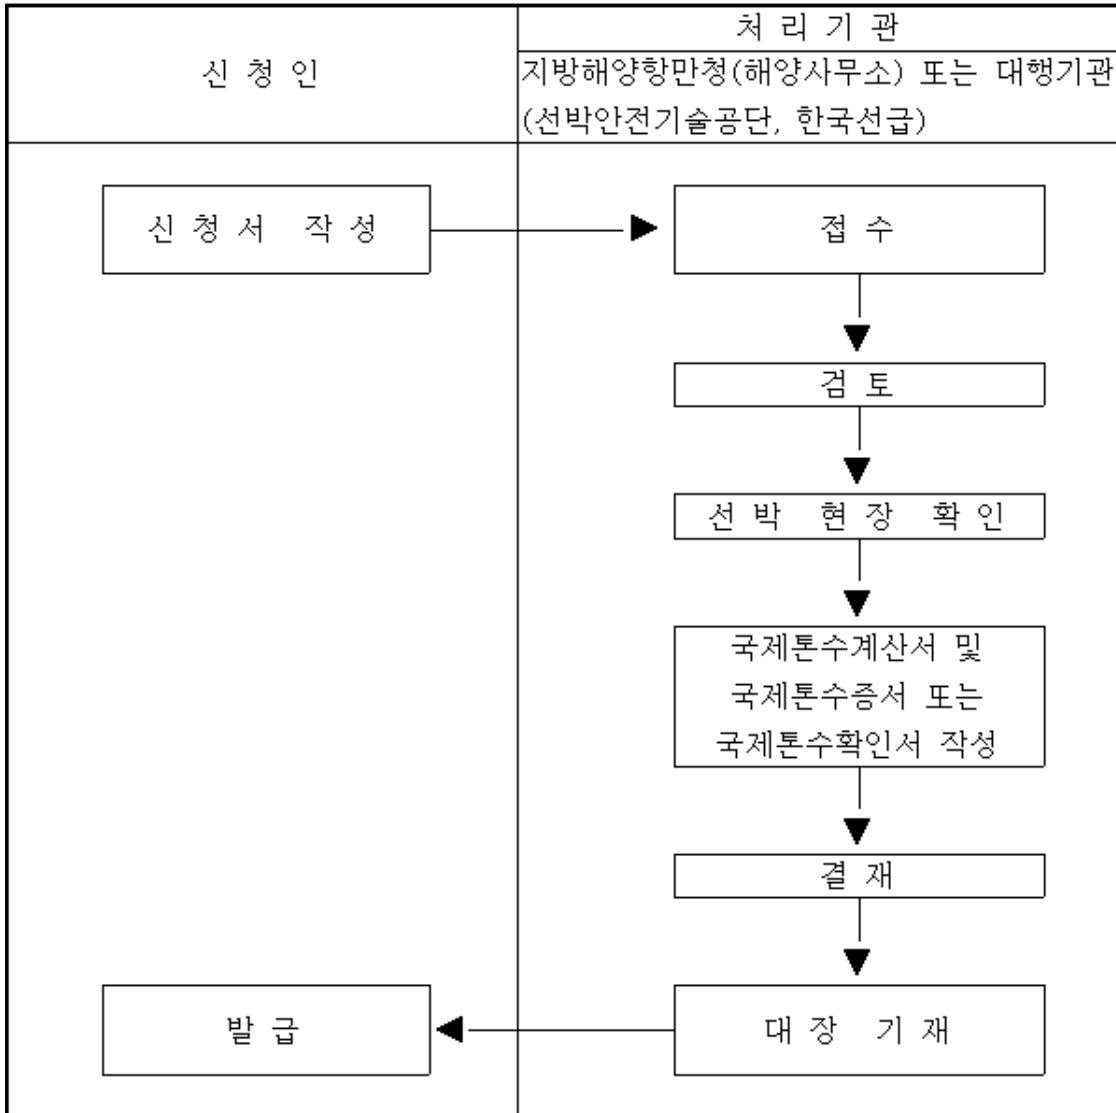 신 청 인
처 리 기 관
지방해양항만청(해양사무소) 또는 대행기관
(선박안전기술공단, 한국선급)
신 청 서 작 성
접 수
검 토
선 박 현 장 확 인
국제톤수계산서 및
국제톤수증서 또는
국제톤수확인서 작성
결 재
대 장 기 재
발 급